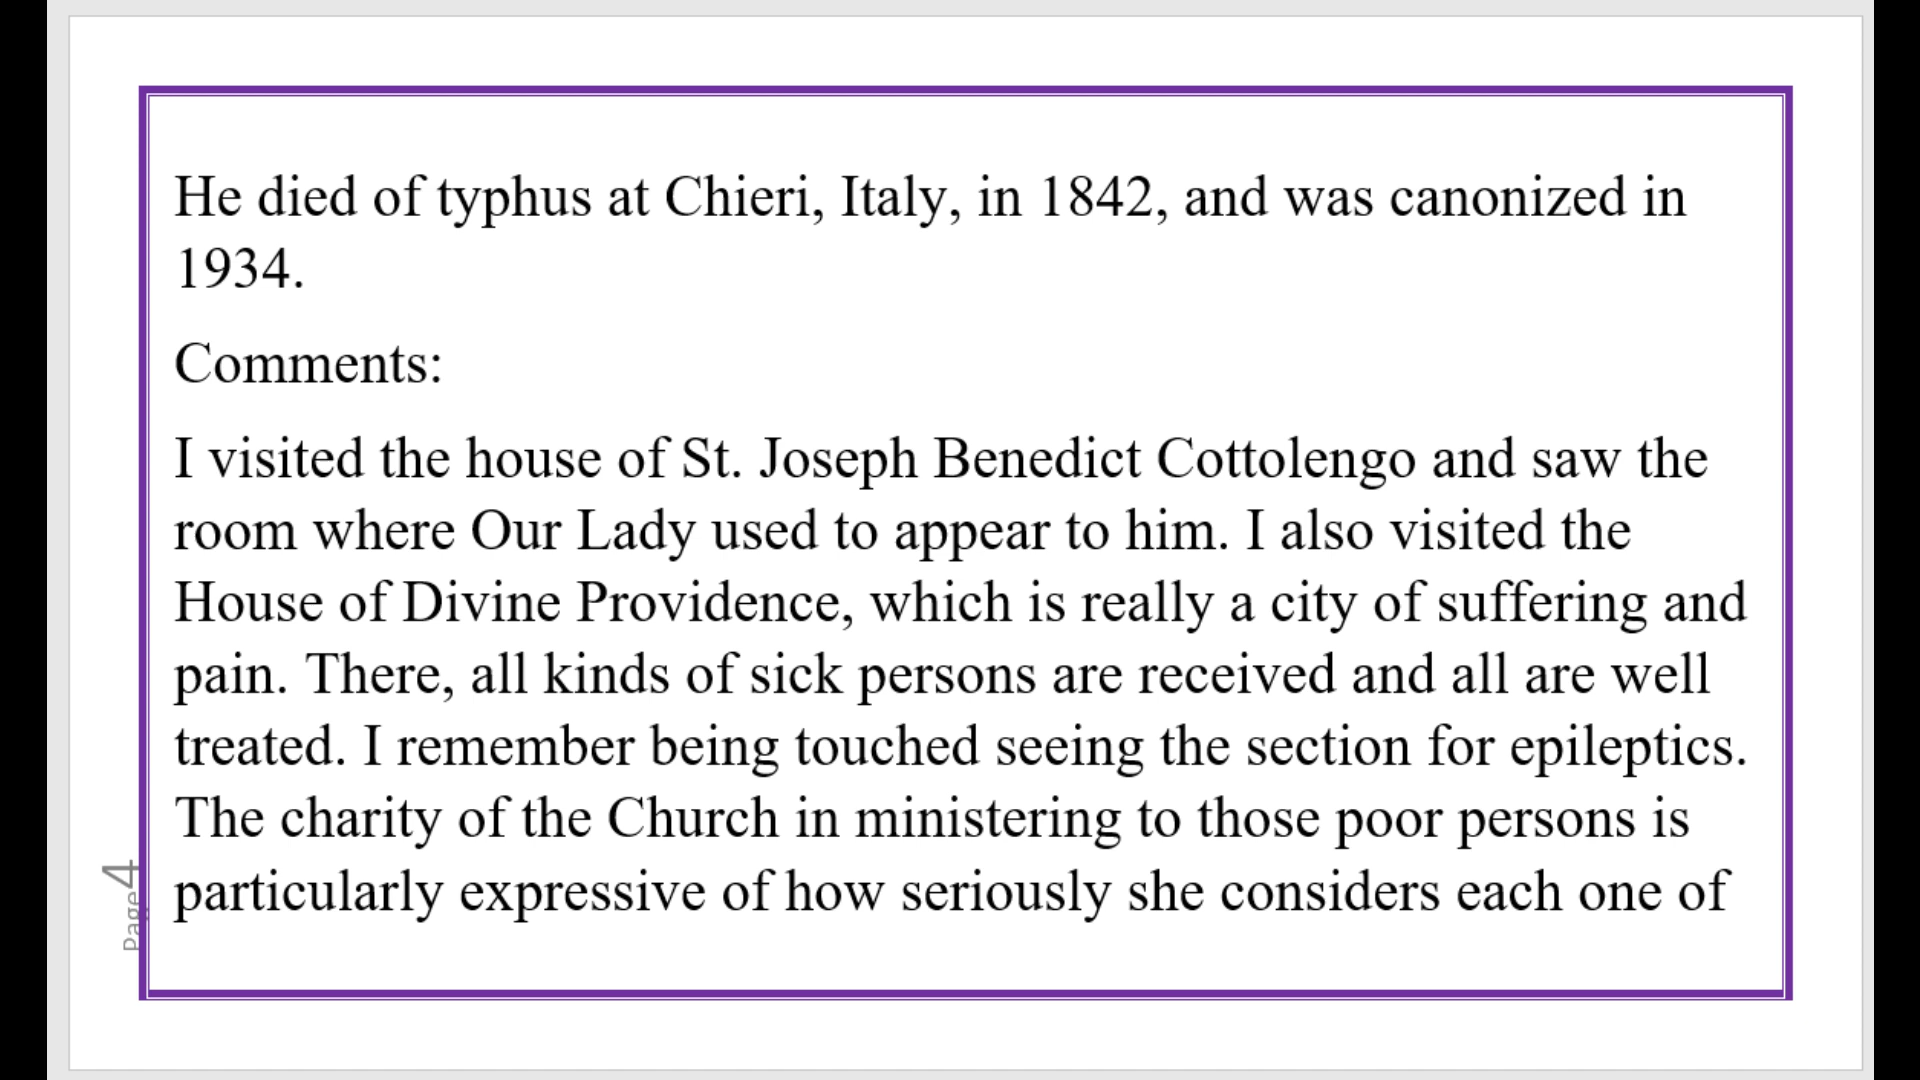 He died of typhus at Chieri, Italy, in 1842, and was canonized in
1934.
Comments:
I visited the house of St. Joseph Benedict Cottolengo and saw the
room where Our Lady used to appear to him. I also visited the
House of Divine Providence, which is really a city of suffering and
pain. There, all kinds of sick persons are received and all are well
treated. I remember being touched seeing the section for epileptics.
The charity of the Church in ministering to those poor persons is
particularly expressive of how seriously she considers each one of
Page 4